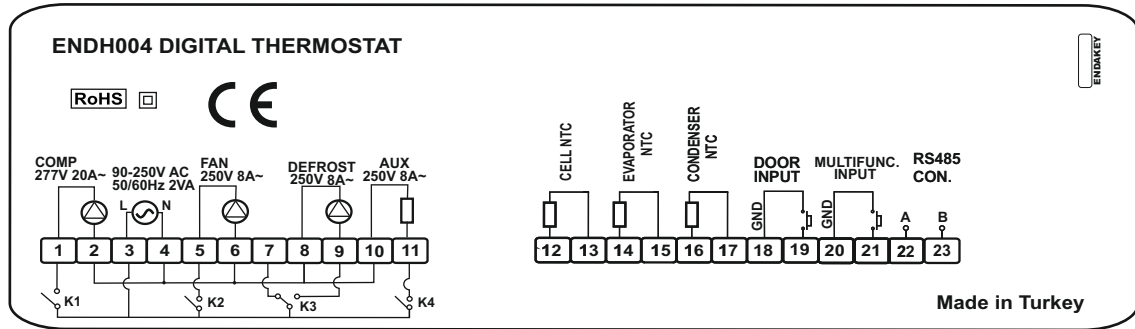 ENDH004 DIGITAL THERMOSTAT
ENDAKEY
RoHS
CE
COMP
277V 20A~
90-250V AC
50/60Hz 2VA
FAN
250V 8A~
DEFROST
250V 8A~
AUX
250V 8A~
L N
1 2 3 4 5 6 7 8 9 10 11
K1 K2 K3 K4
CELL NTC
EVAPORATOR
NTC
CONDENSER
NTC
DOOR
INPUT
MULTIFUNC.
INPUT
RS485
CON.
GND GND A B
12 13 14 15 16 17 18 19 20 21 22 23
Made in Turkey